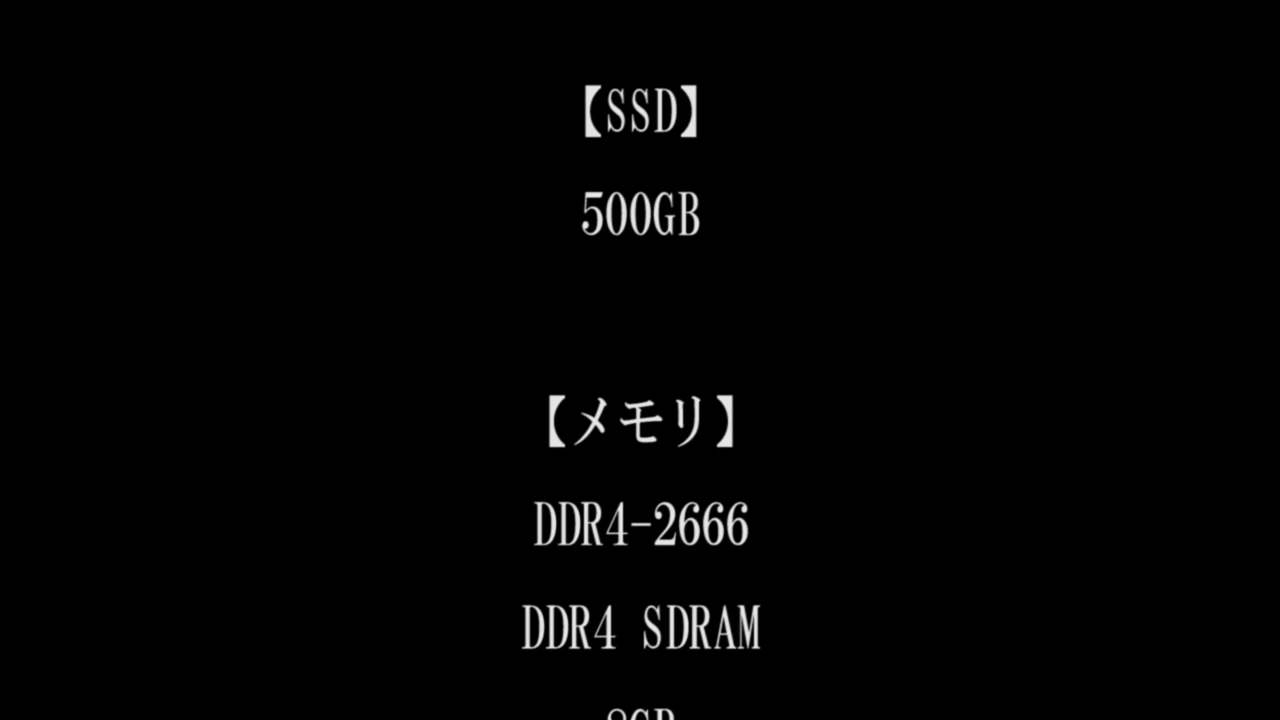 【SSD】
500GB
【メモリ】
DDR4-2666
DDR4 SDRAM